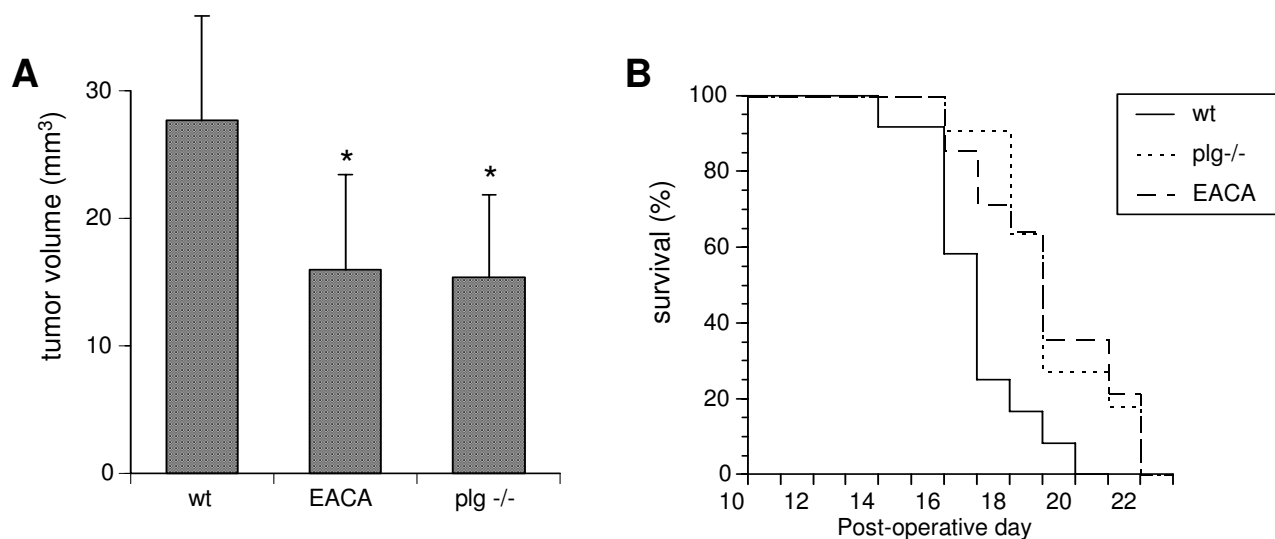 A
tumor volume (mm³)
30
20
10
0
*
*
wt
EACA
plg -/-
B
survival (%)
100
80
60
40
20
0
10
12
14
16
18
20
22
Post-operative day
wt
plg-/-
EACA